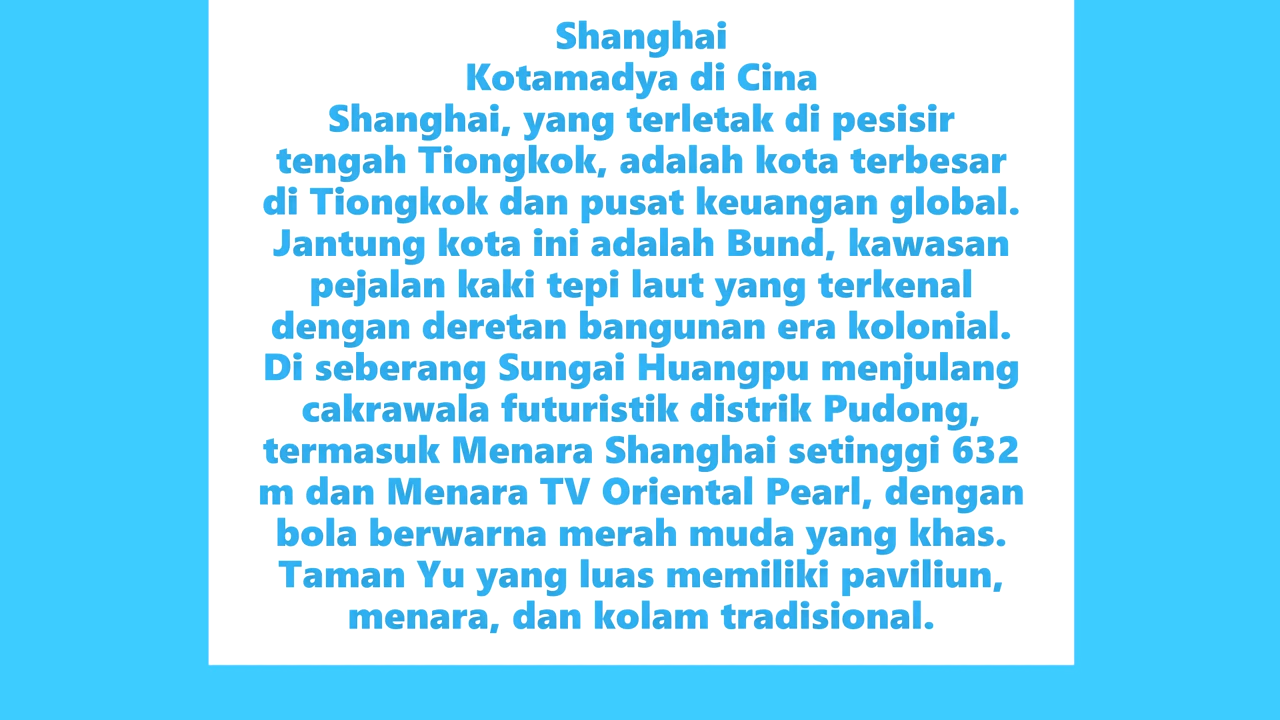 Shanghai
Kotamadya di Cina
Shanghai, yang terletak di pesisir
tengah Tiongkok, adalah kota terbesar
di Tiongkok dan pusat keuangan global.
Jantung kota ini adalah Bund, kawasan
pejalan kaki tepi laut yang terkenal
dengan deretan bangunan era kolonial.
Di seberang Sungai Huangpu menjulang
cakrawala futuristik distrik Pudong,
termasuk Menara Shanghai setinggi 632
m dan Menara TV Oriental Pearl, dengan
bola berwarna merah muda yang khas.
Taman Yu yang luas memiliki paviliun,
menara, dan kolam tradisional.